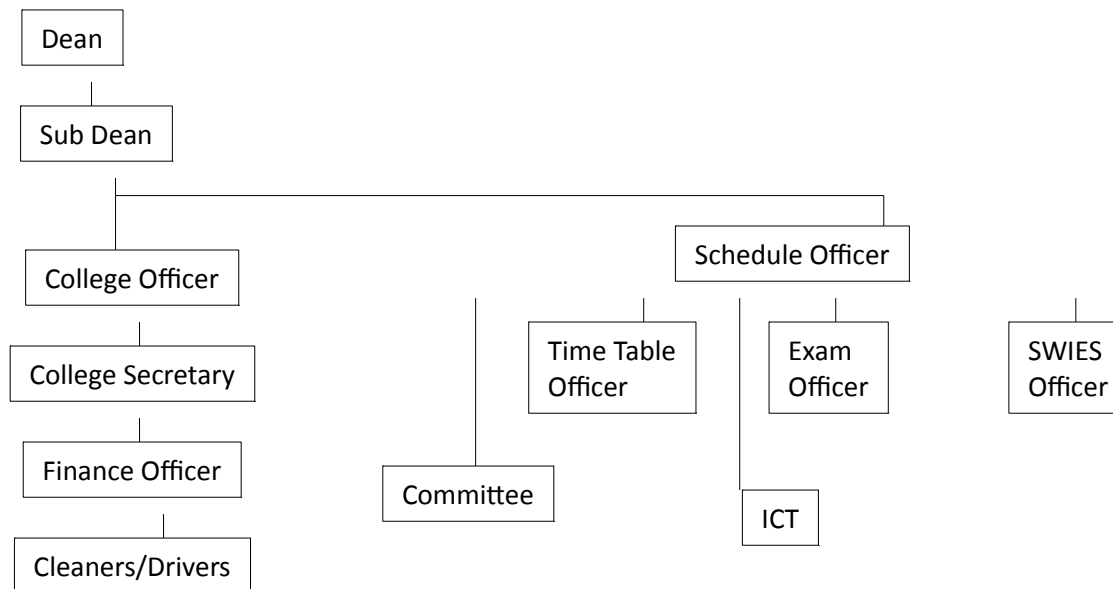 Dean
Sub Dean
College Officer
Schedule Officer
College Secretary
Time Table
Officer
Exam
Officer
SWIES
Officer
Finance Officer
Committee
ICT
Cleaners/Drivers